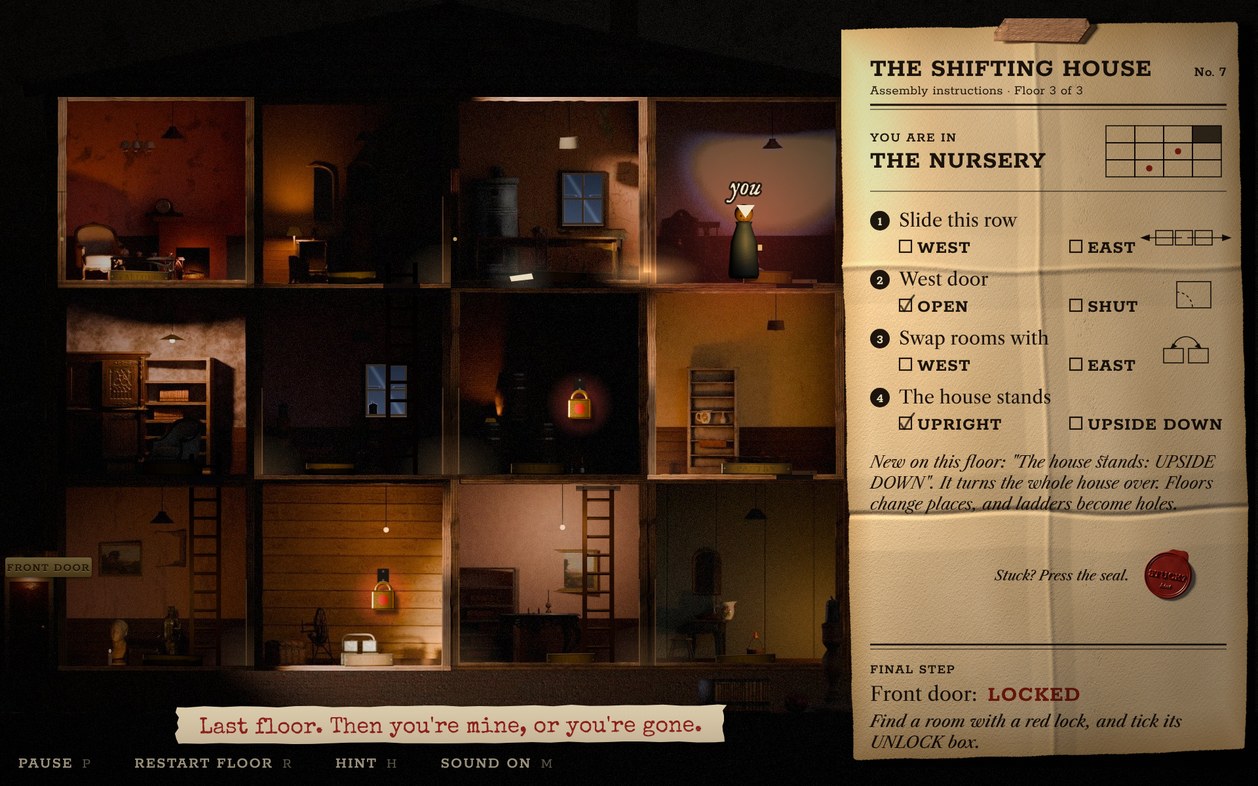 THE SHIFTING HOUSE
No. 7
Assembly instructions · Floor 3 of 3
YOU ARE IN
THE NURSERY
1 Slide this row
WEST
EAST
2 West door
OPEN
SHUT
3 Swap rooms with
WEST
EAST
4 The house stands
UPRIGHT
UPSIDE DOWN
New on this floor: "The house stands: UPSIDE
DOWN". It turns the whole house over. Floors
change places, and ladders become holes.
Stuck? Press the seal.
FINAL STEP
Front door: LOCKED
Find a room with a red lock, and tick its
UNLOCK box.
you
FRONT DOOR
Last floor. Then you're mine, or you're gone.
PAUSE P
RESTART FLOOR R
HINT H
SOUND ON M